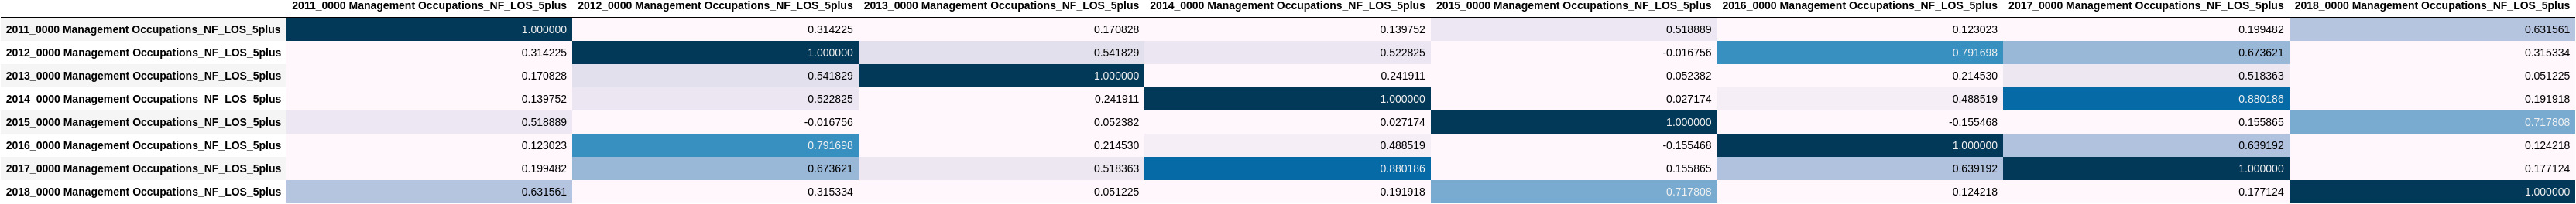 2011_0000 Management Occupations_NF_LOS_5plus 2012_0000 Management Occupations_NF_LOS_5plus 2013_0000 Management Occupations_NF_LOS_5plus 2014_0000 Management Occupations_NF_LOS_5plus 2015_0000 Management Occupations_NF_LOS_5plus 2016_0000 Management Occupations_NF_LOS_5plus 2017_0000 Management Occupations_NF_LOS_5plus 2018_0000 Management Occupations_NF_LOS_5plus
2011_0000 Management Occupations_NF_LOS_5plus 1.000000 0.314225 0.170828 0.139752 0.518889 0.123023 0.199482 0.631561
2012_0000 Management Occupations_NF_LOS_5plus 0.314225 1.000000 0.541829 0.522825 -0.016756 0.791698 0.673621 0.315334
2013_0000 Management Occupations_NF_LOS_5plus 0.170828 0.541829 1.000000 0.241911 0.052382 0.214530 0.518363 0.051225
2014_0000 Management Occupations_NF_LOS_5plus 0.139752 0.522825 0.241911 1.000000 0.027174 0.488519 0.880186 0.191918
2015_0000 Management Occupations_NF_LOS_5plus 0.518889 -0.016756 0.052382 0.027174 1.000000 -0.155468 0.155865 0.717808
2016_0000 Management Occupations_NF_LOS_5plus 0.123023 0.791698 0.214530 0.488519 -0.155468 1.000000 0.639192 0.124218
2017_0000 Management Occupations_NF_LOS_5plus 0.199482 0.673621 0.518363 0.880186 0.155865 0.639192 1.000000 0.177124
2018_0000 Management Occupations_NF_LOS_5plus 0.631561 0.315334 0.051225 0.191918 0.717808 0.124218 0.177124 1.000000